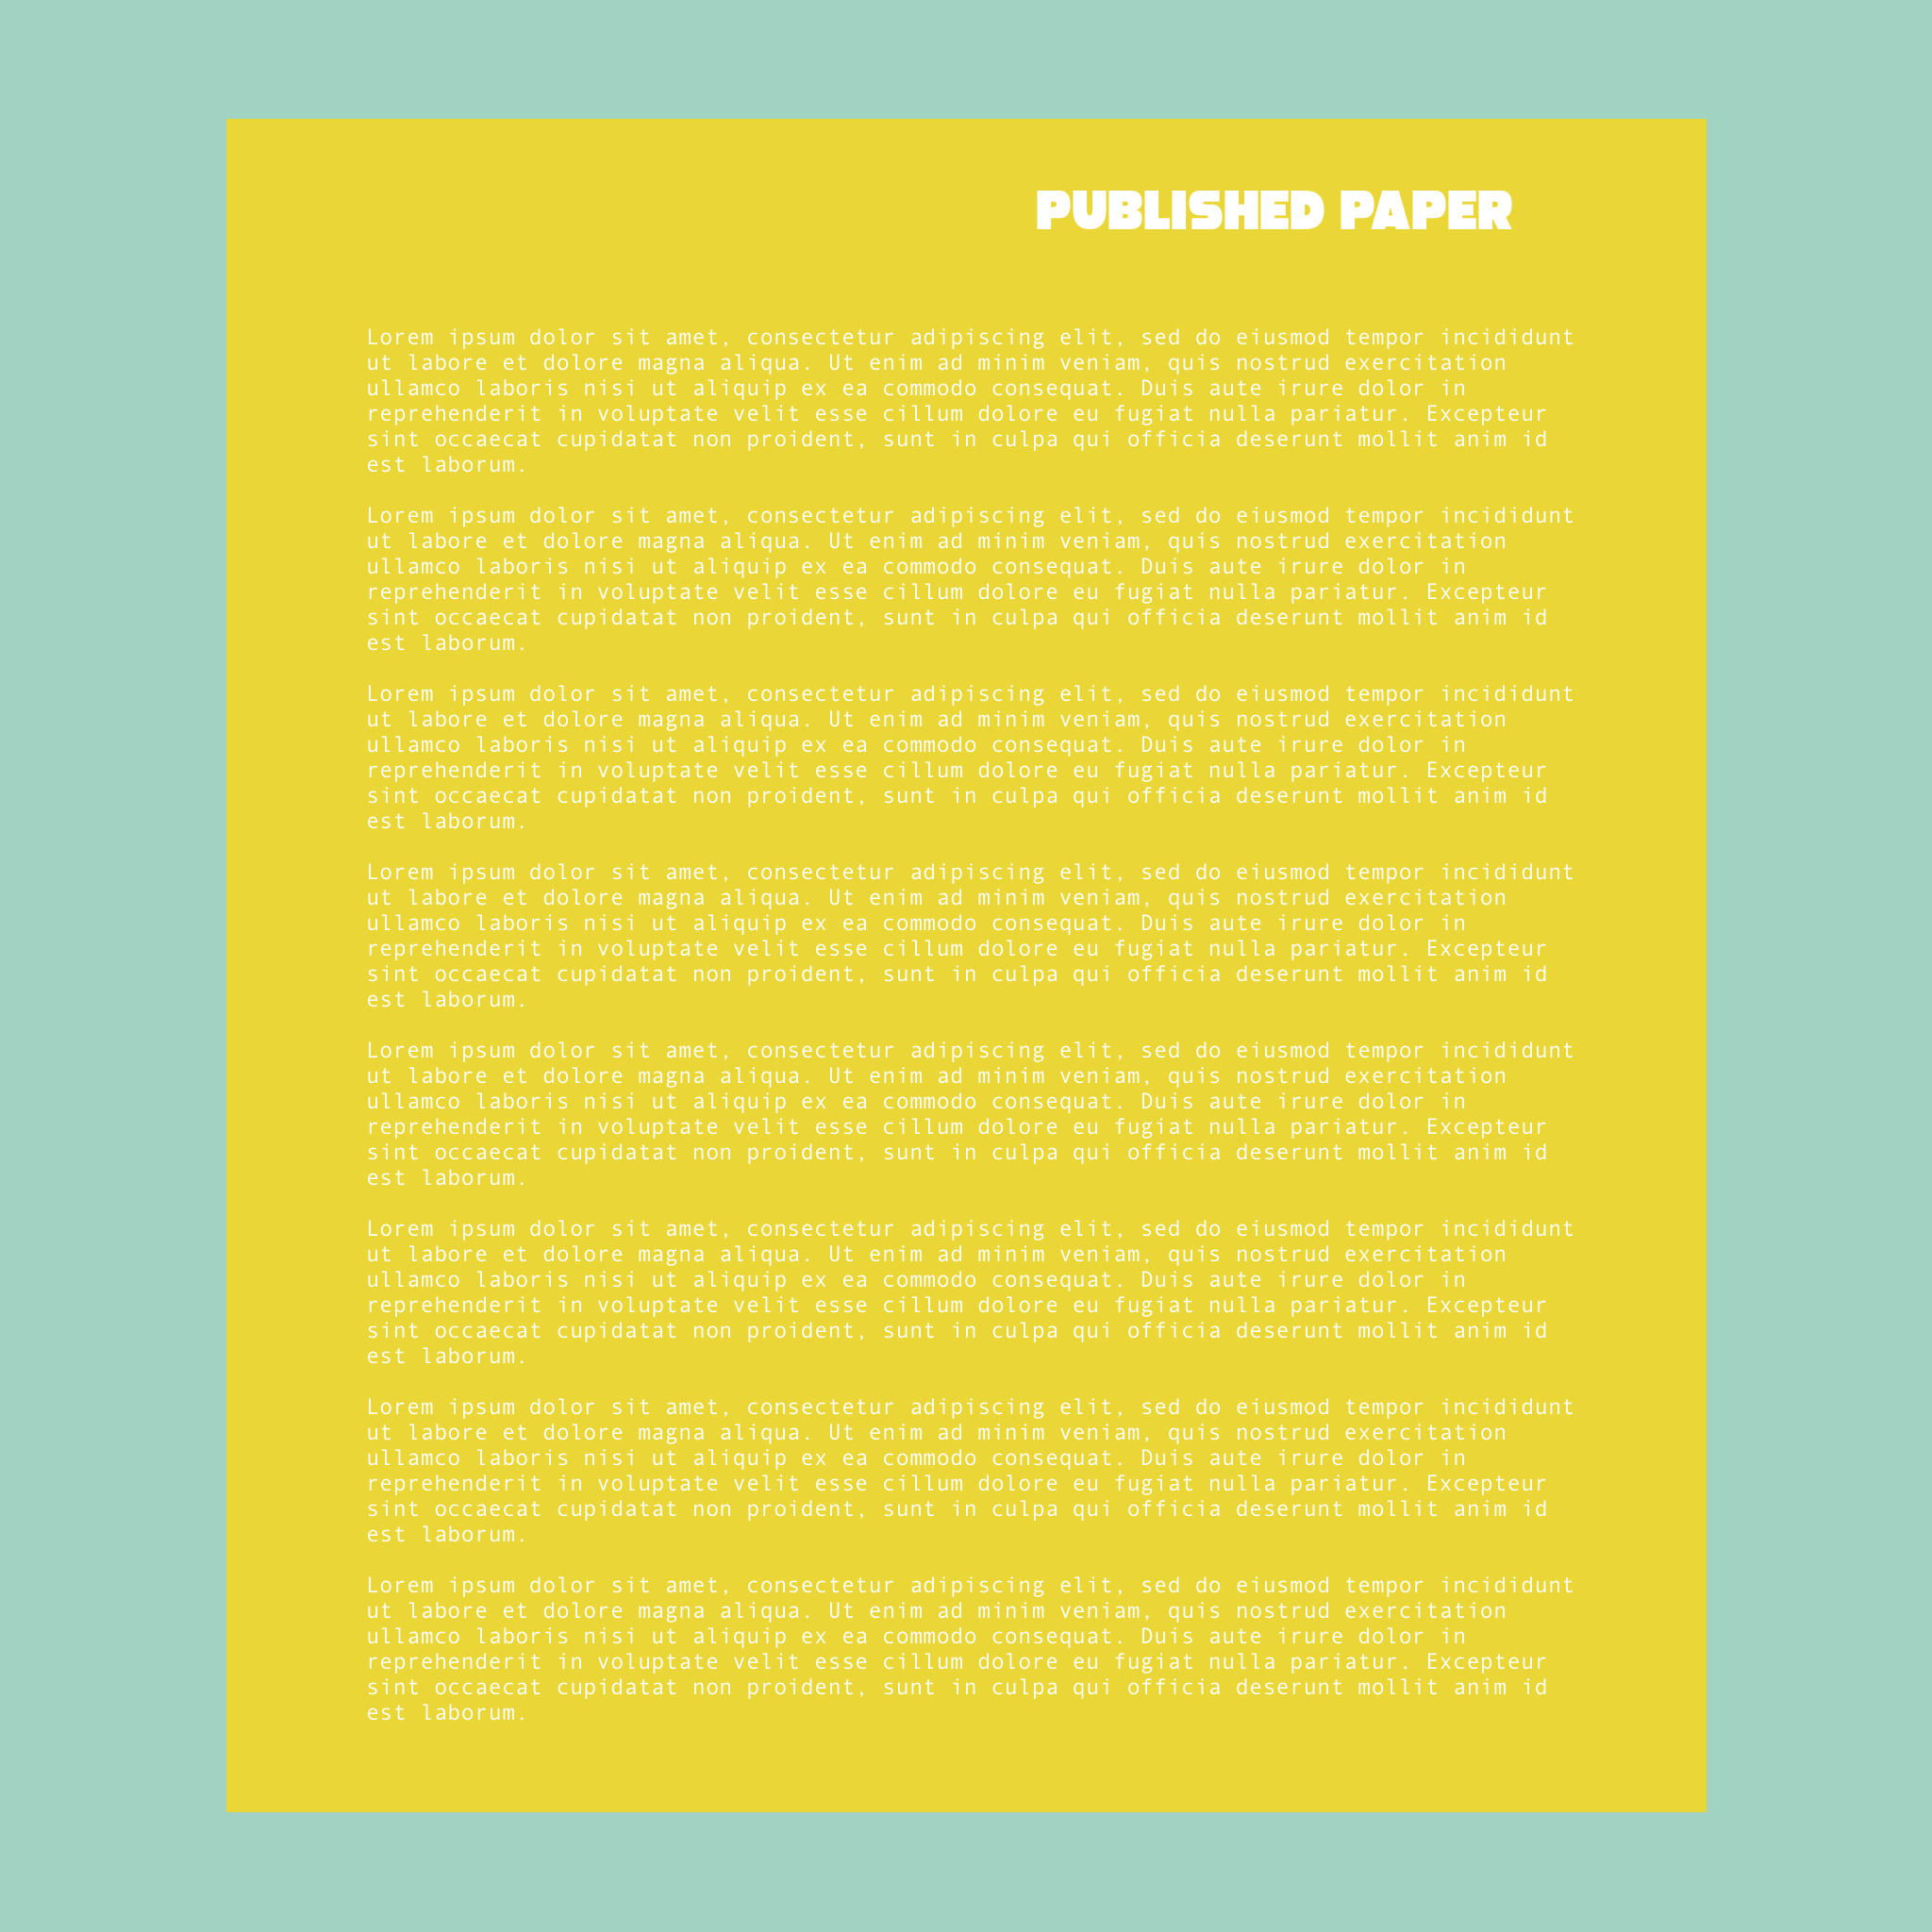 PUBLISHED PAPER
Lorem ipsum dolor sit amet, consectetur adipiscing elit, sed do eiusmod tempor incididunt
ut labore et dolore magna aliqua. Ut enim ad minim veniam, quis nostrud exercitation
ullamco laboris nisi ut aliquip ex ea commodo consequat. Duis aute irure dolor in
reprehenderit in voluptate velit esse cillum dolore eu fugiat nulla pariatur. Excepteur
sint occaecat cupidatat non proident, sunt in culpa qui officia deserunt mollit anim id
est laborum.
Lorem ipsum dolor sit amet, consectetur adipiscing elit, sed do eiusmod tempor incididunt
ut labore et dolore magna aliqua. Ut enim ad minim veniam, quis nostrud exercitation
ullamco laboris nisi ut aliquip ex ea commodo consequat. Duis aute irure dolor in
reprehenderit in voluptate velit esse cillum dolore eu fugiat nulla pariatur. Excepteur
sint occaecat cupidatat non proident, sunt in culpa qui officia deserunt mollit anim id
est laborum.
Lorem ipsum dolor sit amet, consectetur adipiscing elit, sed do eiusmod tempor incididunt
ut labore et dolore magna aliqua. Ut enim ad minim veniam, quis nostrud exercitation
ullamco laboris nisi ut aliquip ex ea commodo consequat. Duis aute irure dolor in
reprehenderit in voluptate velit esse cillum dolore eu fugiat nulla pariatur. Excepteur
sint occaecat cupidatat non proident, sunt in culpa qui officia deserunt mollit anim id
est laborum.
Lorem ipsum dolor sit amet, consectetur adipiscing elit, sed do eiusmod tempor incididunt
ut labore et dolore magna aliqua. Ut enim ad minim veniam, quis nostrud exercitation
ullamco laboris nisi ut aliquip ex ea commodo consequat. Duis aute irure dolor in
reprehenderit in voluptate velit esse cillum dolore eu fugiat nulla pariatur. Excepteur
sint occaecat cupidatat non proident, sunt in culpa qui officia deserunt mollit anim id
est laborum.
Lorem ipsum dolor sit amet, consectetur adipiscing elit, sed do eiusmod tempor incididunt
ut labore et dolore magna aliqua. Ut enim ad minim veniam, quis nostrud exercitation
ullamco laboris nisi ut aliquip ex ea commodo consequat. Duis aute irure dolor in
reprehenderit in voluptate velit esse cillum dolore eu fugiat nulla pariatur. Excepteur
sint occaecat cupidatat non proident, sunt in culpa qui officia deserunt mollit anim id
est laborum.
Lorem ipsum dolor sit amet, consectetur adipiscing elit, sed do eiusmod tempor incididunt
ut labore et dolore magna aliqua. Ut enim ad minim veniam, quis nostrud exercitation
ullamco laboris nisi ut aliquip ex ea commodo consequat. Duis aute irure dolor in
reprehenderit in voluptate velit esse cillum dolore eu fugiat nulla pariatur. Excepteur
sint occaecat cupidatat non proident, sunt in culpa qui officia deserunt mollit anim id
est laborum.
Lorem ipsum dolor sit amet, consectetur adipiscing elit, sed do eiusmod tempor incididunt
ut labore et dolore magna aliqua. Ut enim ad minim veniam, quis nostrud exercitation
ullamco laboris nisi ut aliquip ex ea commodo consequat. Duis aute irure dolor in
reprehenderit in voluptate velit esse cillum dolore eu fugiat nulla pariatur. Excepteur
sint occaecat cupidatat non proident, sunt in culpa qui officia deserunt mollit anim id
est laborum.
Lorem ipsum dolor sit amet, consectetur adipiscing elit, sed do eiusmod tempor incididunt
ut labore et dolore magna aliqua. Ut enim ad minim veniam, quis nostrud exercitation
ullamco laboris nisi ut aliquip ex ea commodo consequat. Duis aute irure dolor in
reprehenderit in voluptate velit esse cillum dolore eu fugiat nulla pariatur. Excepteur
sint occaecat cupidatat non proident, sunt in culpa qui officia deserunt mollit anim id
est laborum.